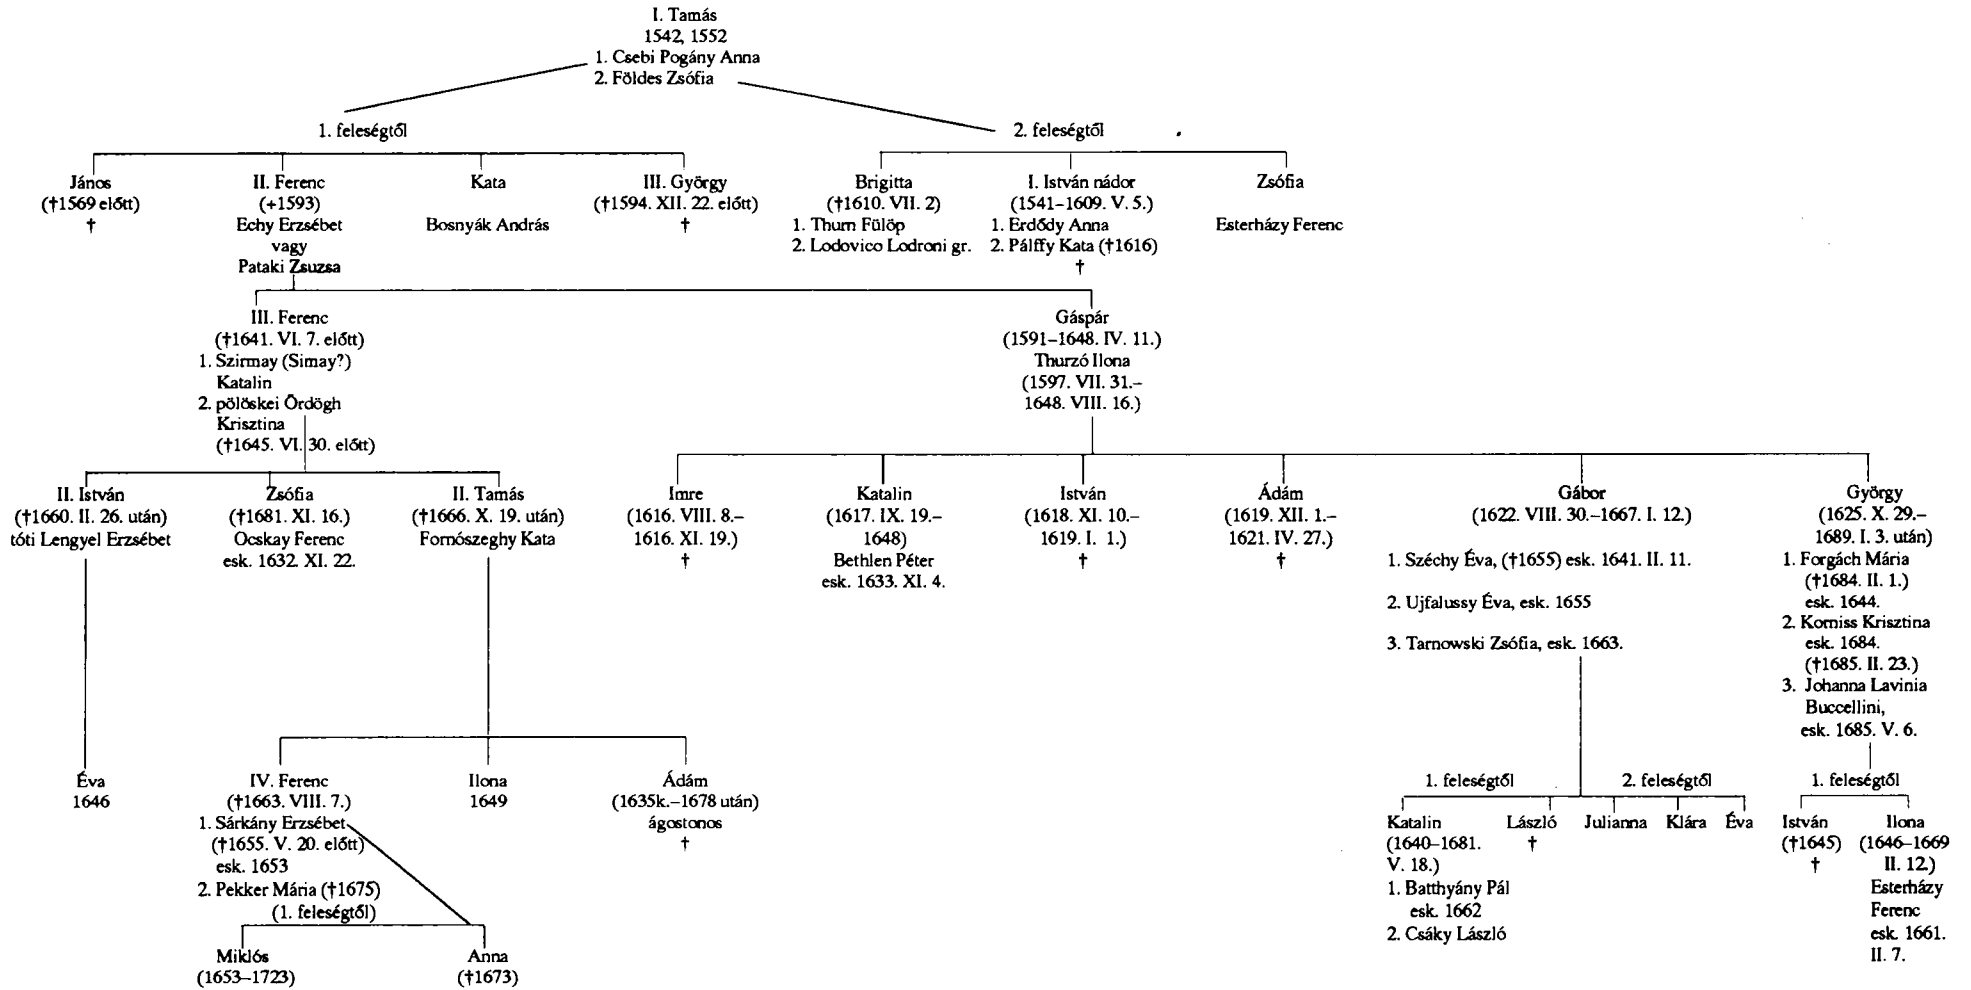 I. Tamás
1542, 1552
1. Csebi Pogány Anna
2. Földes Zsófia
1. feleségtől
2. feleségtől
János
(†1569 előtt)
†
II. Ferenc
(+1593)
Echy Erzsébet
vagy
Pataki Zsuzsa
Kata
Bosnyák András
III. György
(†1594. XII. 22. előtt)
†
Brigitta
(†1610. VII. 2)
1. Thurn Fülöp
2. Lodovico Lodroni gr.
I. István nádor
(1541–1609. V. 5.)
1. Erdődy Anna
2. Pálffy Kata (†1616)
†
Zsófia
Esterházy Ferenc
III. Ferenc
(†1641. VI. 7. előtt)
1. Szirmay (Simay?)
Katalin
2. pölöskei Ördögh
Krisztina
(†1645. VI. 30. előtt)
Gáspár
(1591–1648. IV. 11.)
Thurzó Ilona
(1597. VII. 31.–
1648. VIII. 16.)
II. István
(†1660. II. 26. után)
tóti Lengyel Erzsébet
Zsófia
(†1681. XI. 16.)
Ocskay Ferenc
esk. 1632. XI. 22.
II. Tamás
(†1666. X. 19. után)
Fornószeghy Kata
Imre
(1616. VIII. 8.–
1616. XI. 19.)
†
Katalin
(1617. IX. 19.–
1648)
Bethlen Péter
esk. 1633. XI. 4.
István
(1618. XI. 10.–
1619. I. 1.)
†
Ádám
(1619. XII. 1.–
1621. IV. 27.)
†
Gábor
(1622. VIII. 30.–1667. I. 12.)
1. Széchy Éva, (†1655) esk. 1641. II. 11.
2. Ujfalussy Éva, esk. 1655
3. Tarnowski Zsófia, esk. 1663.
György
(1625. X. 29.–
1689. I. 3. után)
1. Forgách Mária
(†1684. II. 1.)
esk. 1644.
2. Korniss Krisztina
esk. 1684.
(†1685. II. 23.)
3. Johanna Lavinia
Buccellini,
esk. 1685. V. 6.
Éva
1646
IV. Ferenc
(†1663. VIII. 7.)
1. Sárkány Erzsébet
(†1655. V. 20. előtt)
esk. 1653
2. Pekker Mária (†1675)
(1. feleségtől)
Ilona
1649
Ádám
(1635k.–1678 után)
ágostonos
†
Miklós
(1653–1723)
Anna
(†1673)
1. feleségtől
2. feleségtől
Katalin
(1640–1681.
V. 18.)
1. Batthyány Pál
esk. 1662
2. Csáky László
László
†
Julianna
Klára
Éva
1. feleségtől
István
(†1645)
†
Ilona
(1646–1669
II. 12.)
Esterházy
Ferenc
esk. 1661.
II. 7.